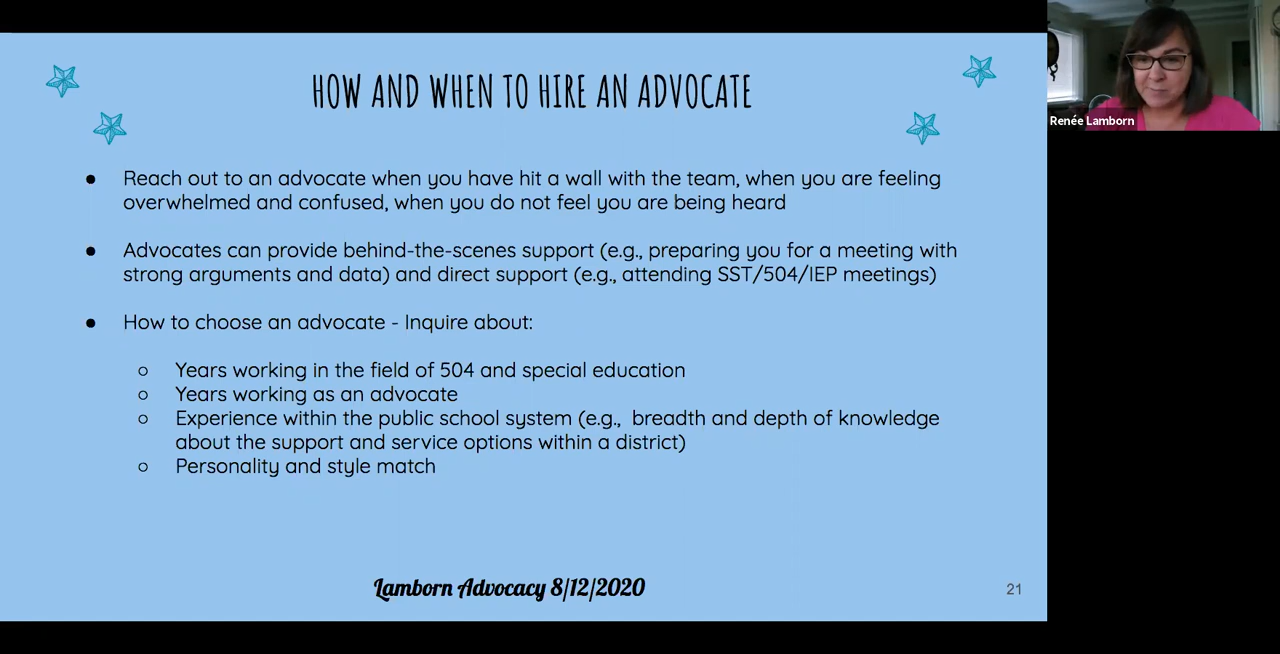 HOW AND WHEN TO HIRE AN ADVOCATE
Renée Lamborn
● Reach out to an advocate when you have hit a wall with the team, when you are feeling
overwhelmed and confused, when you do not feel you are being heard
● Advocates can provide behind-the-scenes support (e.g., preparing you for a meeting with
strong arguments and data) and direct support (e.g., attending SST/504/IEP meetings)
● How to choose an advocate - Inquire about:
○ Years working in the field of 504 and special education
○ Years working as an advocate
○ Experience within the public school system (e.g., breadth and depth of knowledge
about the support and service options within a district)
○ Personality and style match
Lamborn Advocacy 8/12/2020
21